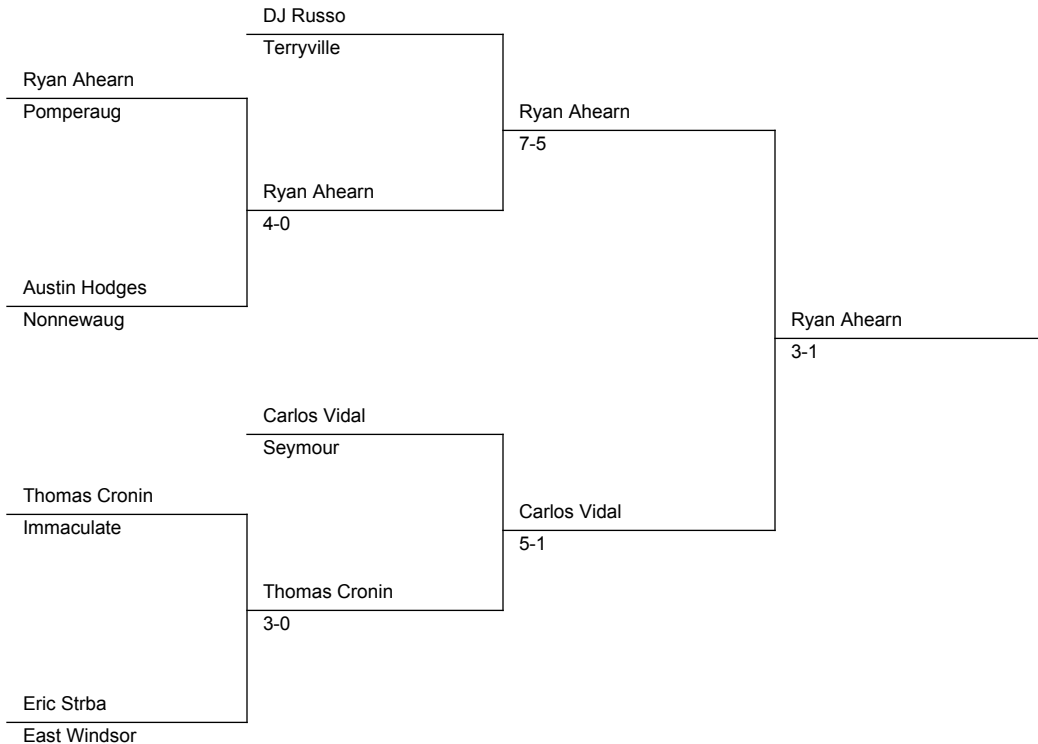 DJ Russo
Terryville
Ryan Ahearn
Pomperaug
Ryan Ahearn
7-5
Ryan Ahearn
4-0
Austin Hodges
Nonnewaug
Ryan Ahearn
3-1
Carlos Vidal
Seymour
Thomas Cronin
Immaculate
Carlos Vidal
5-1
Thomas Cronin
3-0
Eric Strba
East Windsor